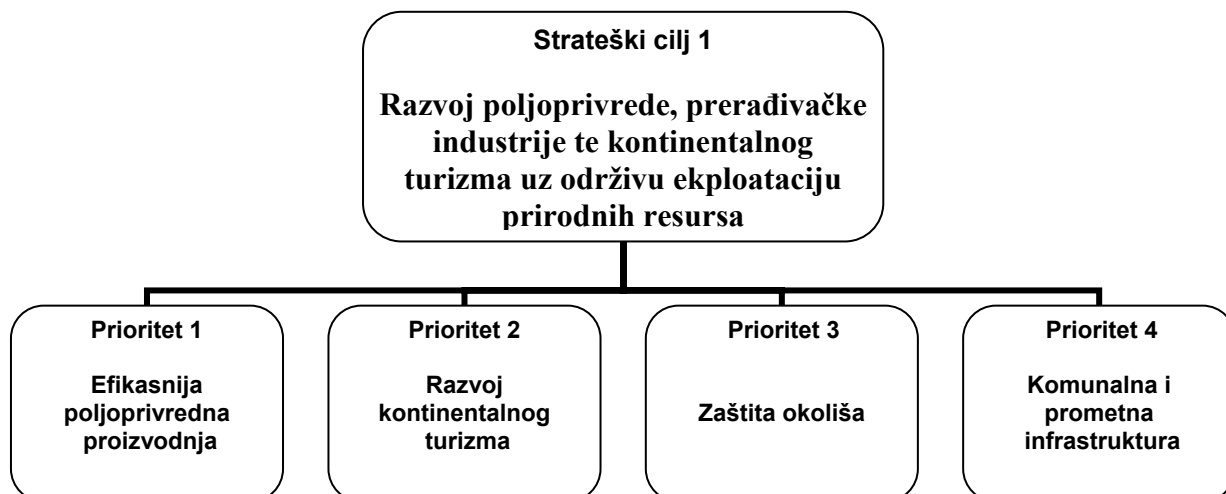 Strateški cilj 1
Razvoj poljoprivrede, prerađivačke
industrije te kontinentalnog
turizma uz održivu ekploataciju
prirodnih resursa
Prioritet 1
Efikasnija
poljoprivredna
proizvodnja
Prioritet 2
Razvoj
kontinentalnog
turizma
Prioritet 3
Zaštita okoliša
Prioritet 4
Komunalna i
prometna
infrastruktura